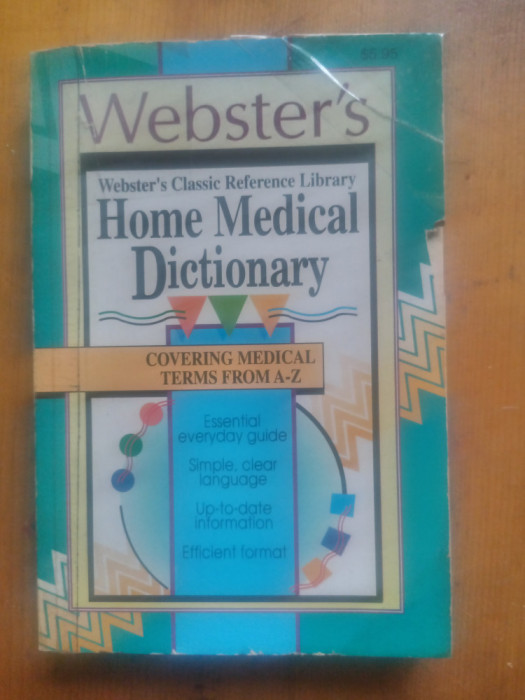 $5.95
Webster's
Webster's Classic Reference Library
Home Medical
Dictionary
COVERING MEDICAL
TERMS FROM A-Z
Essential
everyday guide
Simple, clear
language
Up-to-date
information
Efficient format